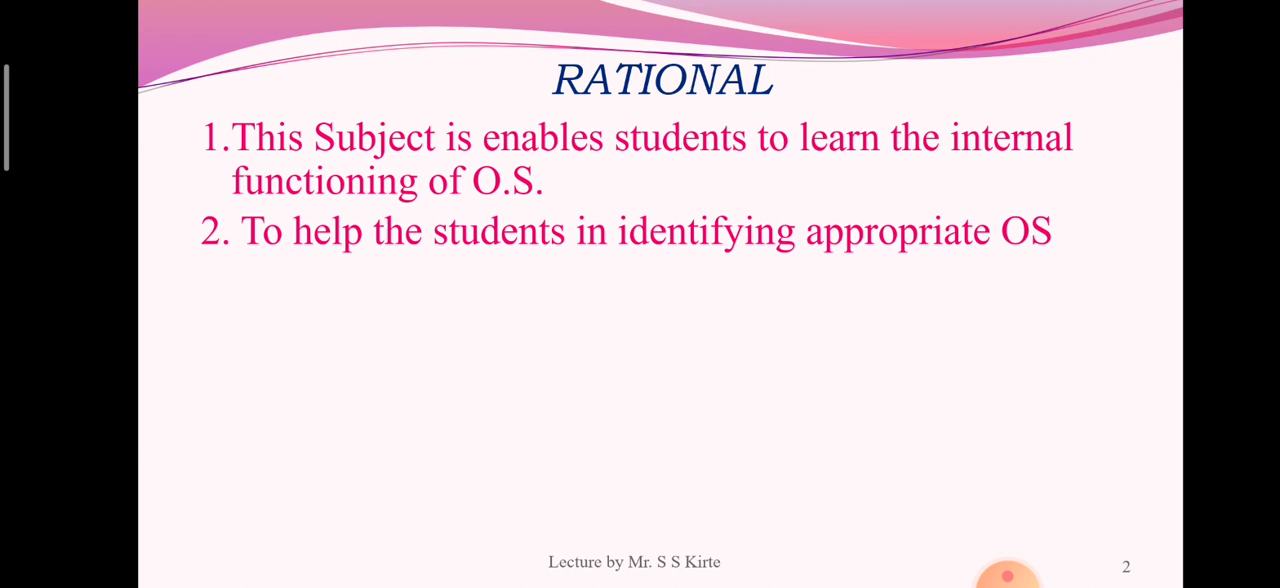 RATIONAL
1.This Subject is enables students to learn the internal
functioning of O.S.
2. To help the students in identifying appropriate OS
Lecture by Mr. S S Kirte
2